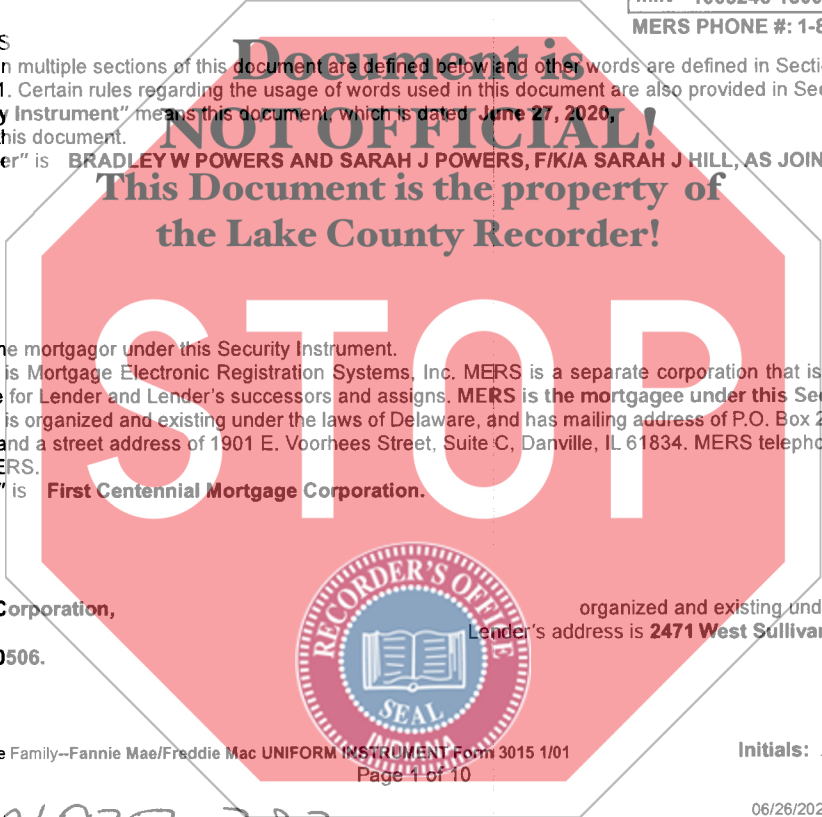 MERS PHONE #: 1-8
n multiple sections of this document are defined below and other words are defined in Secti
1. Certain rules regarding the usage of words used in this document are also provided in Sec
y Instrument" means this document, which is dated June 27, 2020,
his document.
er" is BRADLEY W POWERS AND SARAH J POWERS, F/K/A SARAH J HILL, AS JOIN
Document is
NOT OFFICIAL!
This Document is the property of
the Lake County Recorder!
STOP
he mortgagor under this Security Instrument.
is Mortgage Electronic Registration Systems, Inc. MERS is a separate corporation that is
e for Lender and Lender's successors and assigns. MERS is the mortgagee under this Sec
is organized and existing under the laws of Delaware, and has mailing address of P.O. Box 2
and a street address of 1901 E. Voorhees Street, Suite C, Danville, IL 61834. MERS telepho
ERS.
" is First Centennial Mortgage Corporation.
RECORDER'S OFFICE
SEAL
INDIANA
Corporation,
organized and existing und
Lender's address is 2471 West Sullivan
0506.
e Family--Fannie Mae/Freddie Mac UNIFORM INSTRUMENT Form 3015 1/01
Initials:
Page 1 of 10
06/26/202